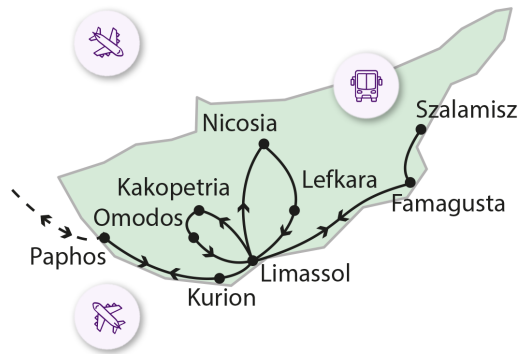 Szalamisz
Nicosia
Kakopetria
Lefkara
Omodos
Famagusta
Paphos
Limassol
Kurion